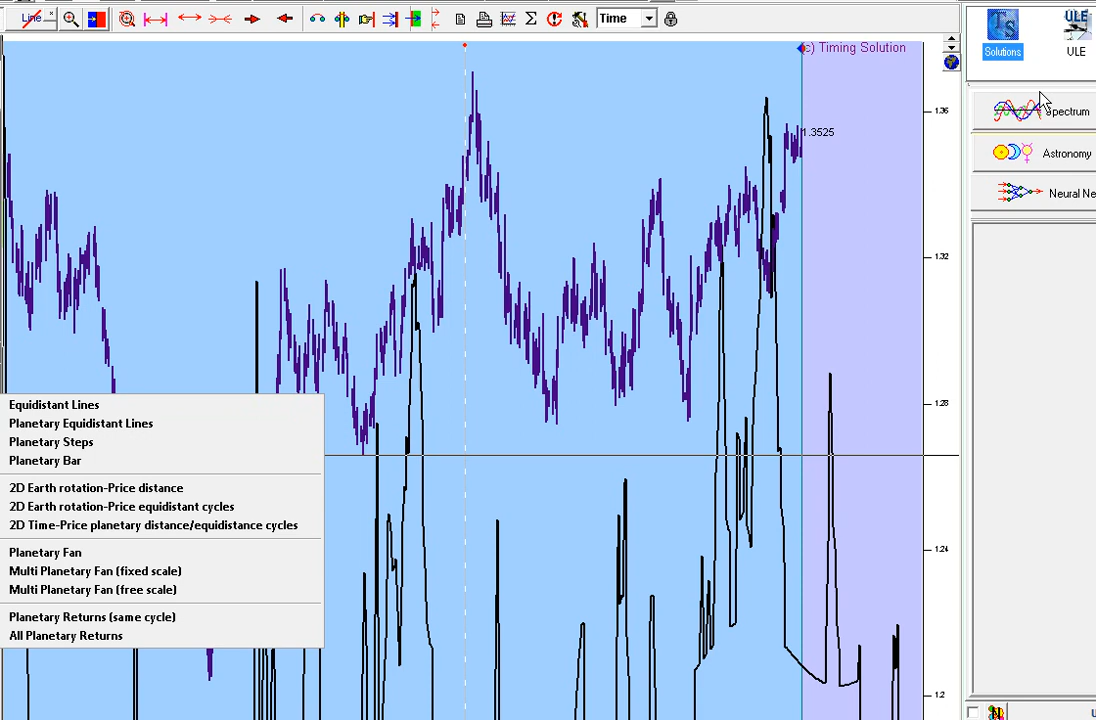 Line
Time
Solutions
ULE
ULE
(c) Timing Solution
Spectrum
1.36
1.3525
Astronomy
Neural Ne
1.32
1.28
Equidistant Lines
Planetary Equidistant Lines
Planetary Steps
Planetary Bar
2D Earth rotation-Price distance
2D Earth rotation-Price equidistant cycles
2D Time-Price planetary distance/equidistance cycles
1.24
Planetary Fan
Multi Planetary Fan (fixed scale)
Multi Planetary Fan (free scale)
Planetary Returns (same cycle)
All Planetary Returns
1.2